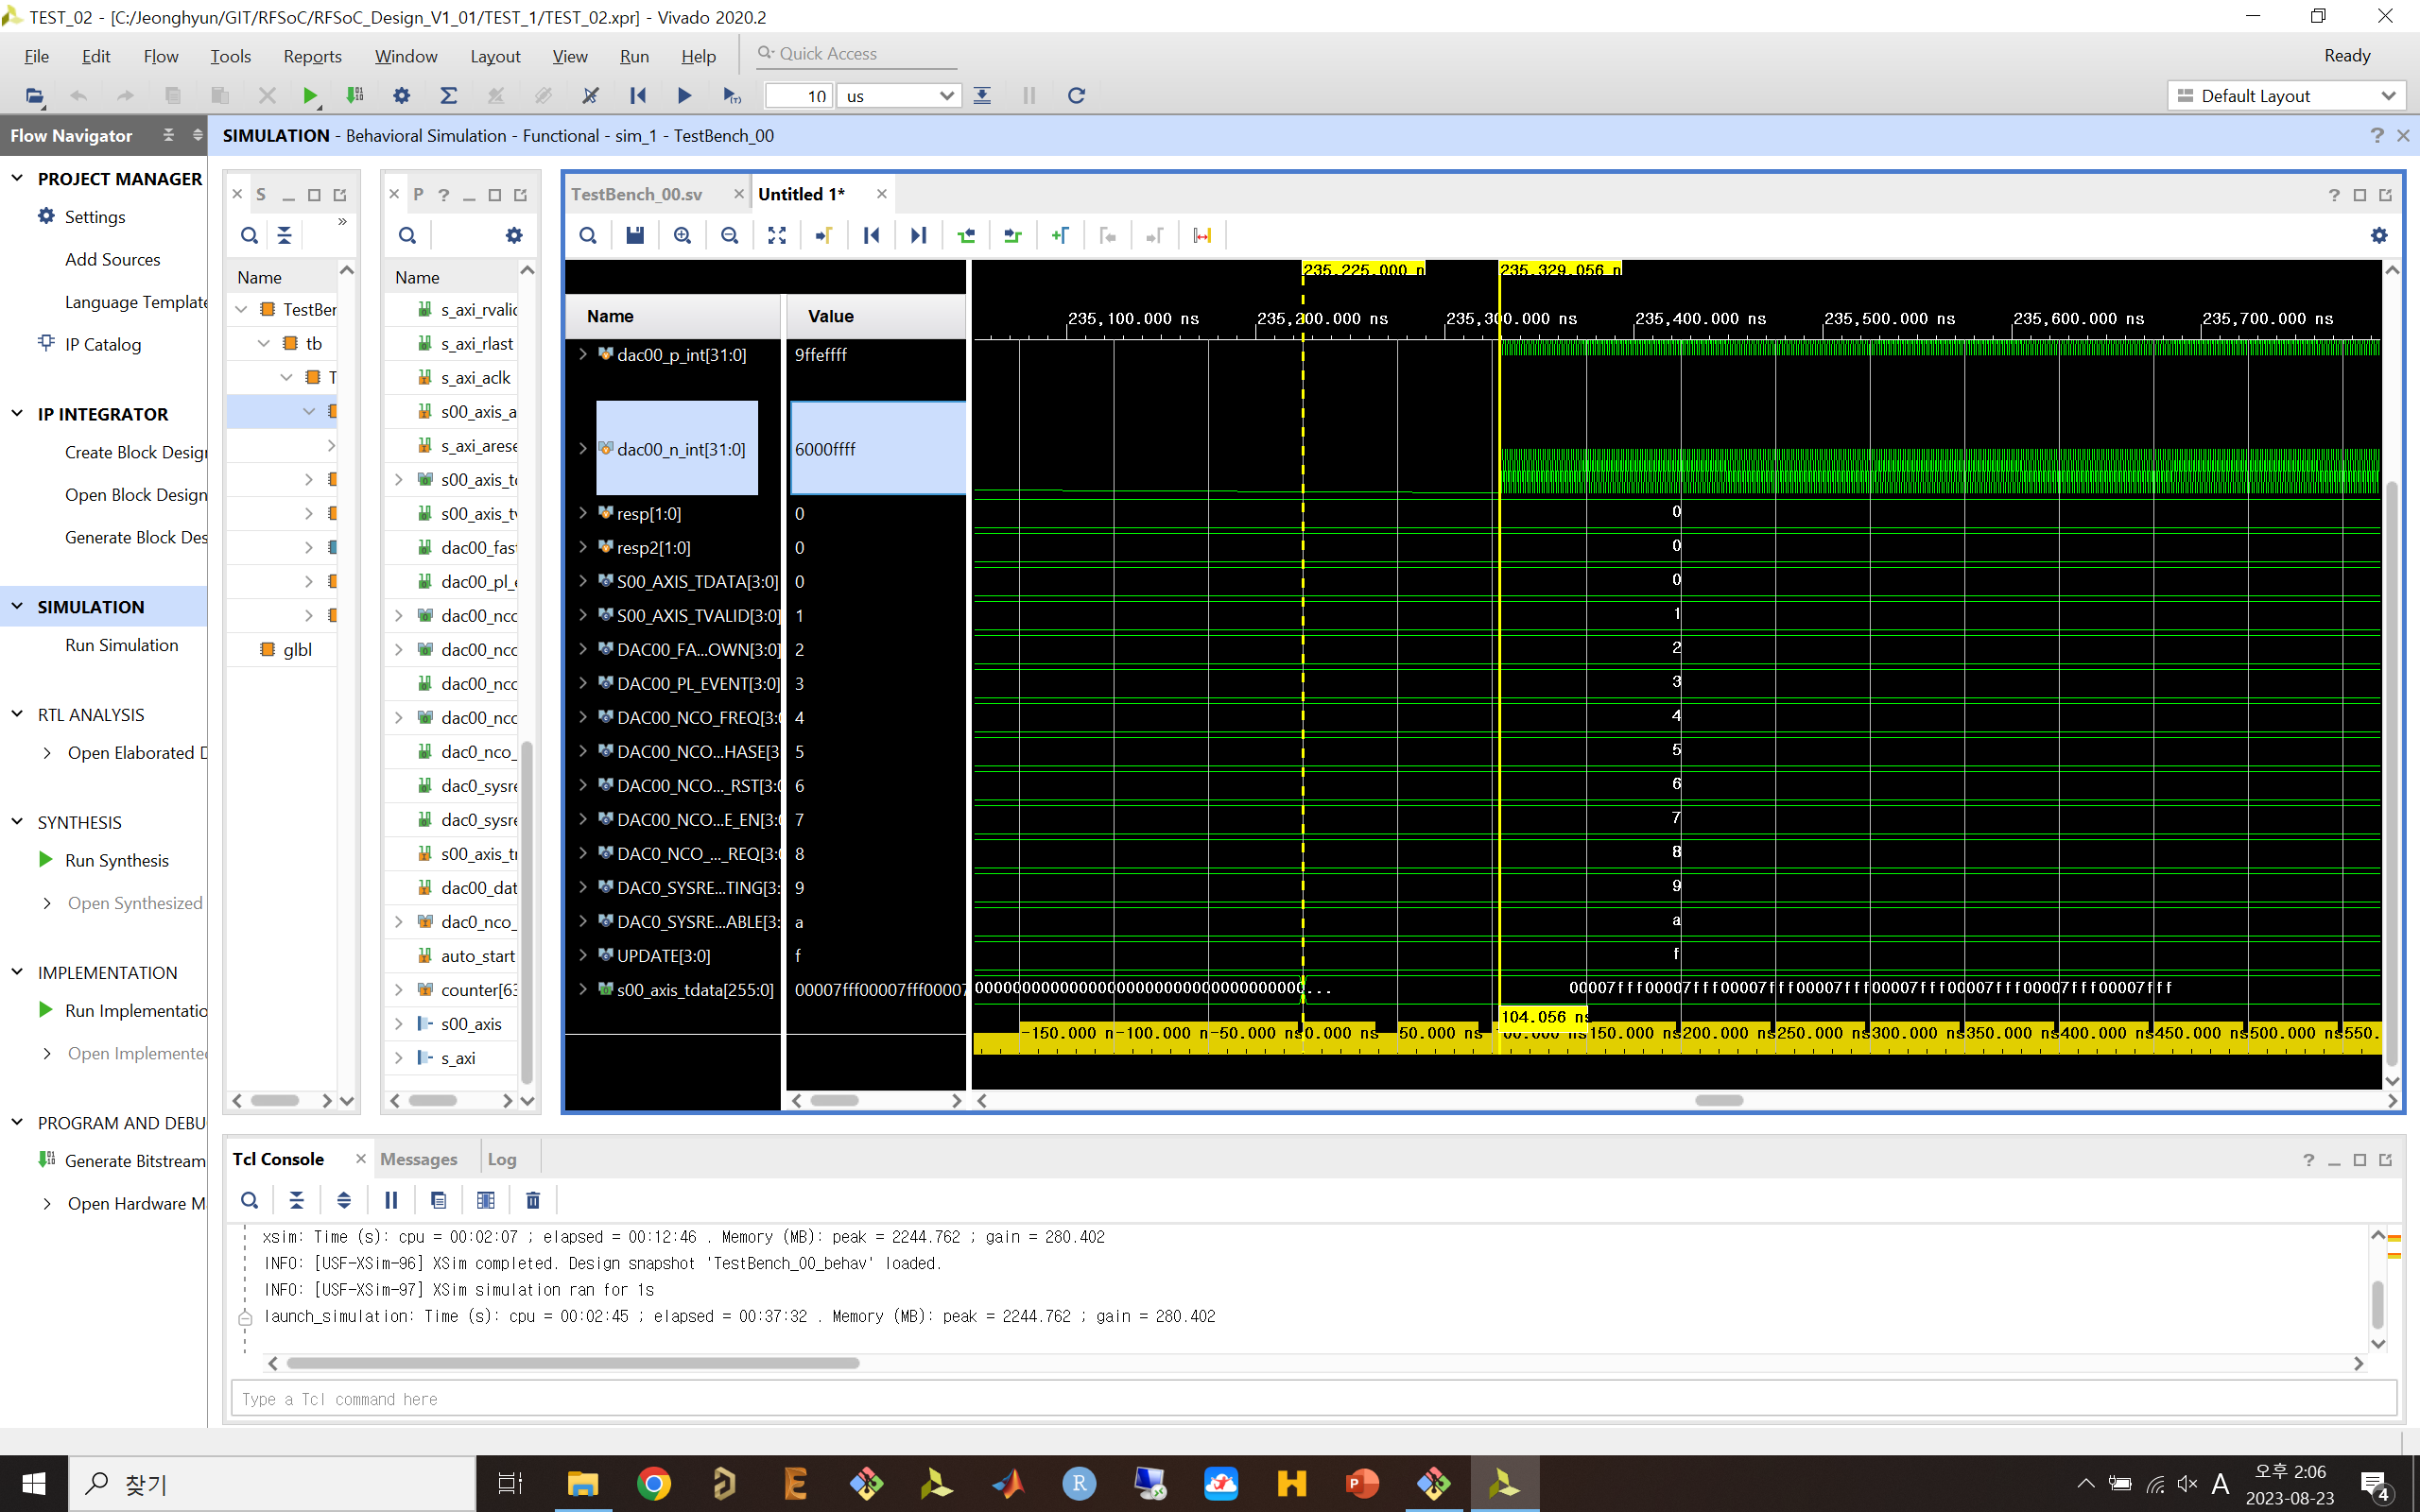 TEST_02 - [C:/Jeonghyun/GIT/RFSoC/RFSoC_Design_V1_01/TEST_1/TEST_02.xpr] - Vivado 2020.2
File Edit Flow Tools Reports Window Layout View Run Help Quick Access Ready
10 us Default Layout
Flow Navigator
SIMULATION - Behavioral Simulation - Functional - sim_1 - TestBench_00
PROJECT MANAGER
Settings
Add Sources
Language Template
IP Catalog
IP INTEGRATOR
Create Block Design
Open Block Design
Generate Block Des
SIMULATION
Run Simulation
RTL ANALYSIS
Open Elaborated D
SYNTHESIS
Run Synthesis
Open Synthesized
IMPLEMENTATION
Run Implementatio
Open Implemented
PROGRAM AND DEBU
Generate Bitstream
Open Hardware M
S
Name
TestBer
tb
T
glbl
P
Name
s_axi_rvalid
s_axi_rlast
s_axi_aclk
s00_axis_a
s_axi_arese
s00_axis_t
s00_axis_tv
dac00_fas
dac00_pl_e
dac00_nco
dac00_nco
dac00_nco
dac00_nco
dac0_nco_
dac0_sysre
dac0_sysre
s00_axis_tr
dac00_dat
dac0_nco_
auto_start
counter[63
s00_axis
s_axi
TestBench_00.sv Untitled 1*
235,225.000 n 235,329.056 n
Name Value
235,100.000 ns 235,200.000 ns 235,300.000 ns 235,400.000 ns 235,500.000 ns 235,600.000 ns 235,700.000 ns
dac00_p_int[31:0] 9ffeffff
dac00_n_int[31:0] 6000ffff
resp[1:0] 0 0
resp2[1:0] 0 0
S00_AXIS_TDATA[3:0] 0 0
S00_AXIS_TVALID[3:0] 1 1
DAC00_FA...OWN[3:0] 2 2
DAC00_PL_EVENT[3:0] 3 3
DAC00_NCO_FREQ[3:0 4 4
DAC00_NCO...HASE[3 5 5
DAC00_NCO..._RST[3:0 6 6
DAC00_NCO...E_EN[3:0 7 7
DAC0_NCO_..._REQ[3:0 8 8
DAC0_SYSRE...TING[3: 9 9
DAC0_SYSRE...ABLE[3: a a
UPDATE[3:0] f f
s00_axis_tdata[255:0] 00007fff00007fff00007 00007fff00007fff00007fff00007fff00007fff00007fff00007fff00007fff
104.056 ns
-150.000 n -100.000 n -50.000 ns 0.000 ns 50.000 ns 150.000 ns 200.000 ns 250.000 ns 300.000 ns 350.000 ns 400.000 ns 450.000 ns 500.000 ns 550.
Tcl Console Messages Log
xsim: Time (s): cpu = 00:02:07 ; elapsed = 00:12:46 . Memory (MB): peak = 2244.762 ; gain = 280.402
INFO: [USF-XSim-96] XSim completed. Design snapshot 'TestBench_00_behav' loaded.
INFO: [USF-XSim-97] XSim simulation ran for 1s
launch_simulation: Time (s): cpu = 00:02:45 ; elapsed = 00:37:32 . Memory (MB): peak = 2244.762 ; gain = 280.402
Type a Tcl command here
찾기
A
오후 2:06
2023-08-23
4